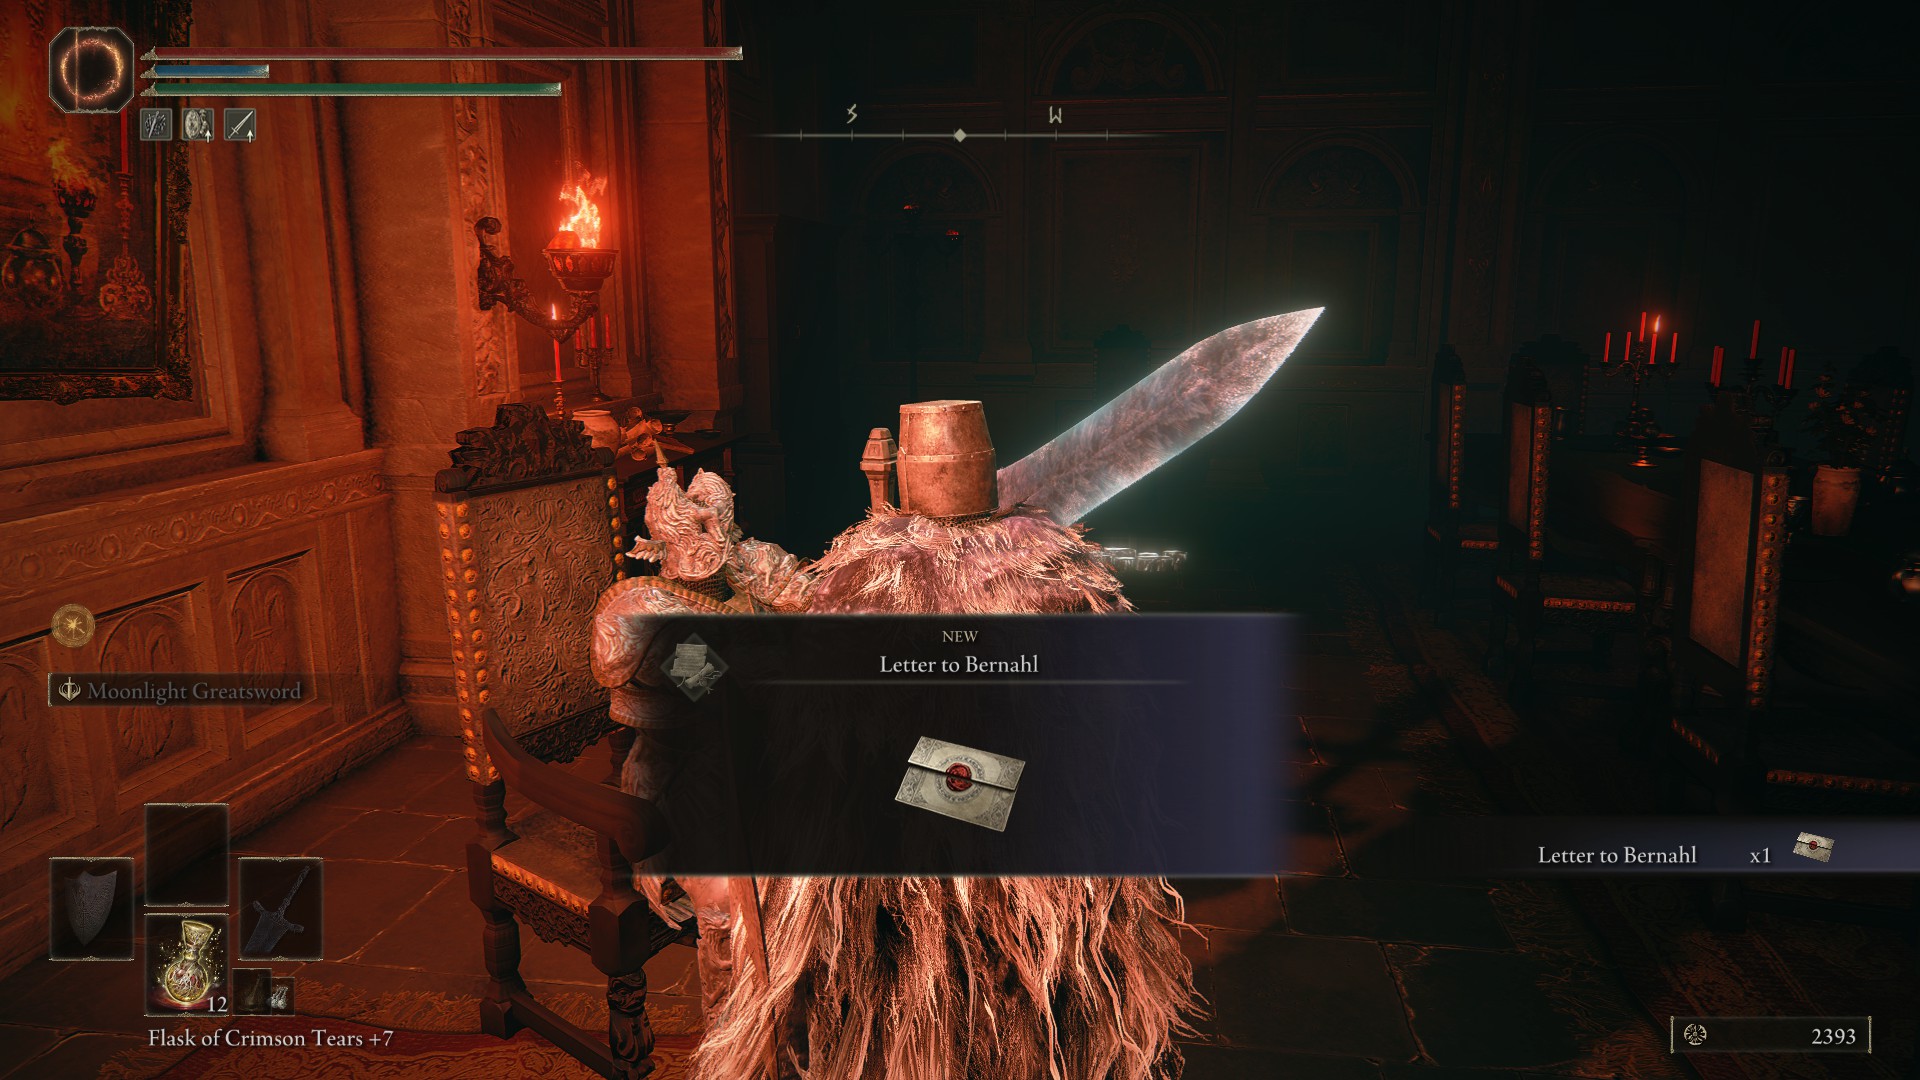 S
W
Moonlight Greatsword
NEW
Letter to Bernahl
Letter to Bernahl x1
12
Flask of Crimson Tears +7
2393